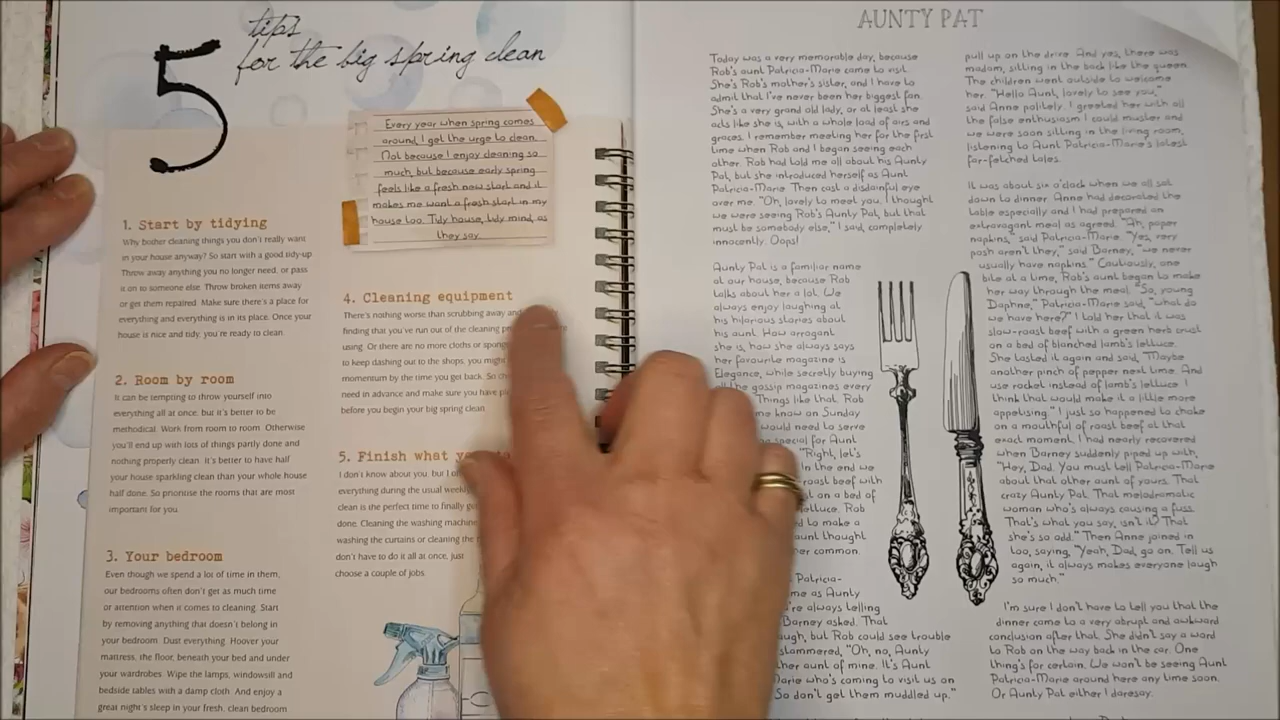 5 tips
for the big spring clean
Every year when spring comes
around I get the urge to clean.
Not because I enjoy cleaning so
much, but because early spring
feels like a fresh new start and it
makes me want a fresh start in my
house too. Tidy house, tidy mind, as
they say.
1. Start by tidying
Why bother cleaning things you don't really want
in your house anyway? So start with a good tidy-up.
Throw away anything you no longer need, or pass
it on to someone else. Throw broken items away
or get them repaired. Make sure there's a place for
everything and everything is in its place. Once your
house is nice and tidy, you're ready to clean.
2. Room by room
It can be tempting to throw yourself into
everything all at once, but it's better to be
methodical. Work from room to room. Otherwise
you'll end up with lots of things partly done and
nothing properly clean. It's better to have half
your house sparkling clean than your whole house
half done. So prioritise the rooms that are most
important for you.
3. Your bedroom
Even though we spend a lot of time in them,
our bedrooms often don't get as much time
or attention when it comes to cleaning. Start
by removing anything that doesn't belong in
your bedroom. Dust everything. Hoover your
mattress, the floor, beneath your bed and under
your wardrobes. Wipe the lamps, windowsill and
bedside tables with a damp cloth. And enjoy a
great night's sleep in your fresh, clean bedroom
4. Cleaning equipment
There's nothing worse than scrubbing away and
finding that you've run out of the cleaning
using. Or there are no more cloths or
to keep dashing out to the shops, you might
momentum by the time you get back. So
need in advance and make sure you have
before you begin your big spring clean.
5. Finish what
I don't know about you, but I
everything during the usual weekly
clean is the perfect time to finally
done. Cleaning the washing machine
washing the curtains or cleaning the
don't have to do it all at once, just
choose a couple of jobs.
AUNTY PAT
Today was a very memorable day, because
Rob's aunt Patricia-Marie came to visit.
She's Rob's mother's sister, and I have to
admit that I've never been her biggest fan.
She's a very grand old lady, or at least she
acts like she is, with a whole load of airs and
graces. I remember meeting her for the first
time when Rob and I began seeing each
other. Rob had told me all about his Aunty
Pat, but she introduced herself as Aunt
Patricia-Marie. Then cast a disdainful eye
over me. "Oh, lovely to meet you, I thought
we were seeing Rob's Aunty Pat, but that
must be somebody else," I said, completely
innocently. Oops!
Aunty Pat is a familiar name
at our house, because Rob
talks about her a lot. We
always enjoy laughing at
his hilarious stories about
his aunt. How arrogant
she is, how she always says
her favourite magazine is
Elegance, while secretly buying
all the gossip magazines every
Things like that. Rob
me know on Sunday
would need to serve
special for Aunt
"Right, let's
In the end we
roast beef with
on a bed of
lettuce. Rob
to make a
aunt thought
her common.
Patricia-
me as Aunty
're always telling
Barney asked. That
but Rob could see trouble
stammered, "Oh, no, Aunty
her aunt of mine. It's Aunt
Marie who's coming to visit us on
So don't get them muddled up."
pull up on the drive. And yes, there was
madam, sitting in the back like the queen.
The children went outside to welcome
her. "Hello Aunt, lovely to see you,"
said Anne politely. I greeted her with all
the false enthusiasm I could muster and
we were soon sitting in the living room,
listening to Aunt Patricia-Marie's latest
far-fetched tales.
It was about six o'clock when we all sat
down to dinner. Anne had decorated the
table especially and I had prepared an
extravagant meal as agreed. "Ah, paper
napkins," said Patricia-Marie. "Yes, very
posh aren't they," said Barney, "we never
usually have napkins." Cautiously, one
bite at a time, Rob's aunt began to make
her way through the meal. "So, young
Daphne," Patricia-Marie said, "what do
we have here?" I told her that it was
slow-roast beef with a green herb crust
on a bed of blanched lamb's lettuce.
She tasted it again and said, "Maybe
another pinch of pepper next time. And
use rocket instead of lamb's lettuce. I
think that would make it a little more
appetising." I just so happened to choke
on a mouthful of roast beef at that
exact moment. I had nearly recovered
when Barney suddenly piped up with,
"Hey, Dad. You must tell Patricia-Marie
about that other aunt of yours. That
crazy Aunty Pat. That melodramatic
woman who's always causing a fuss.
That's what you say, isn't it? That
she's so sad." Then Anne joined in
too, saying, "Yeah, Dad, go on. Tell us
again, it always makes everyone laugh
so much."
I'm sure I don't have to tell you that the
dinner came to a very abrupt and awkward
conclusion after that. She didn't say a word
to Rob on the way back in the car. One
thing's for certain. We won't be seeing Aunt
Patricia-Marie around here any time soon.
Or Aunty Pat either I daresay.